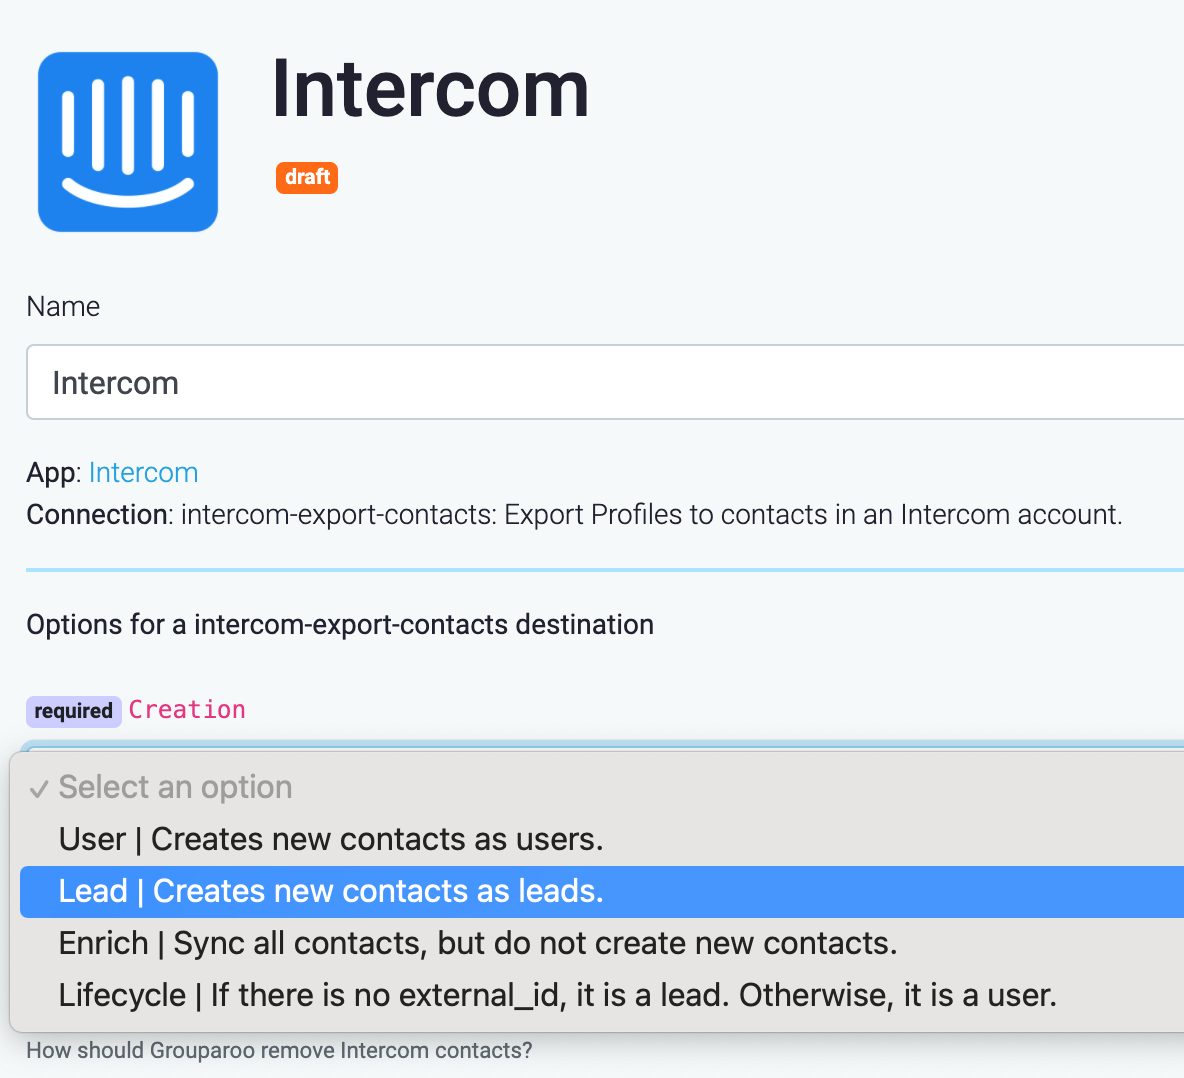 Intercom
draft
Name
Intercom
App: Intercom
Connection: intercom-export-contacts: Export Profiles to contacts in an Intercom account.
Options for a intercom-export-contacts destination
required Creation
✓ Select an option
User | Creates new contacts as users.
Lead | Creates new contacts as leads.
Enrich | Sync all contacts, but do not create new contacts.
Lifecycle | If there is no external_id, it is a lead. Otherwise, it is a user.
How should Grouparoo remove Intercom contacts?